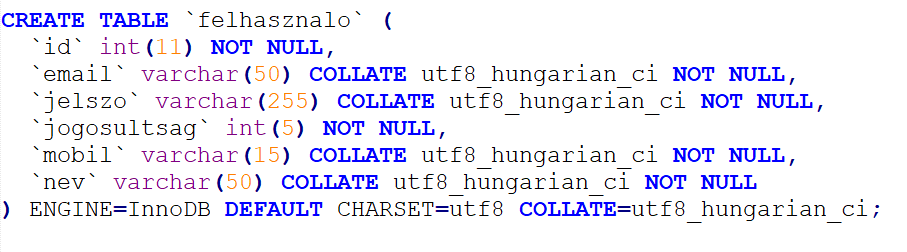 CREATE TABLE `felhasznalo` (
  `id` int(11) NOT NULL,
  `email` varchar(50) COLLATE utf8_hungarian_ci NOT NULL,
  `jelszo` varchar(255) COLLATE utf8_hungarian_ci NOT NULL,
  `jogosultsag` int(5) NOT NULL,
  `mobil` varchar(15) COLLATE utf8_hungarian_ci NOT NULL,
  `nev` varchar(50) COLLATE utf8_hungarian_ci NOT NULL
) ENGINE=InnoDB DEFAULT CHARSET=utf8 COLLATE=utf8_hungarian_ci;